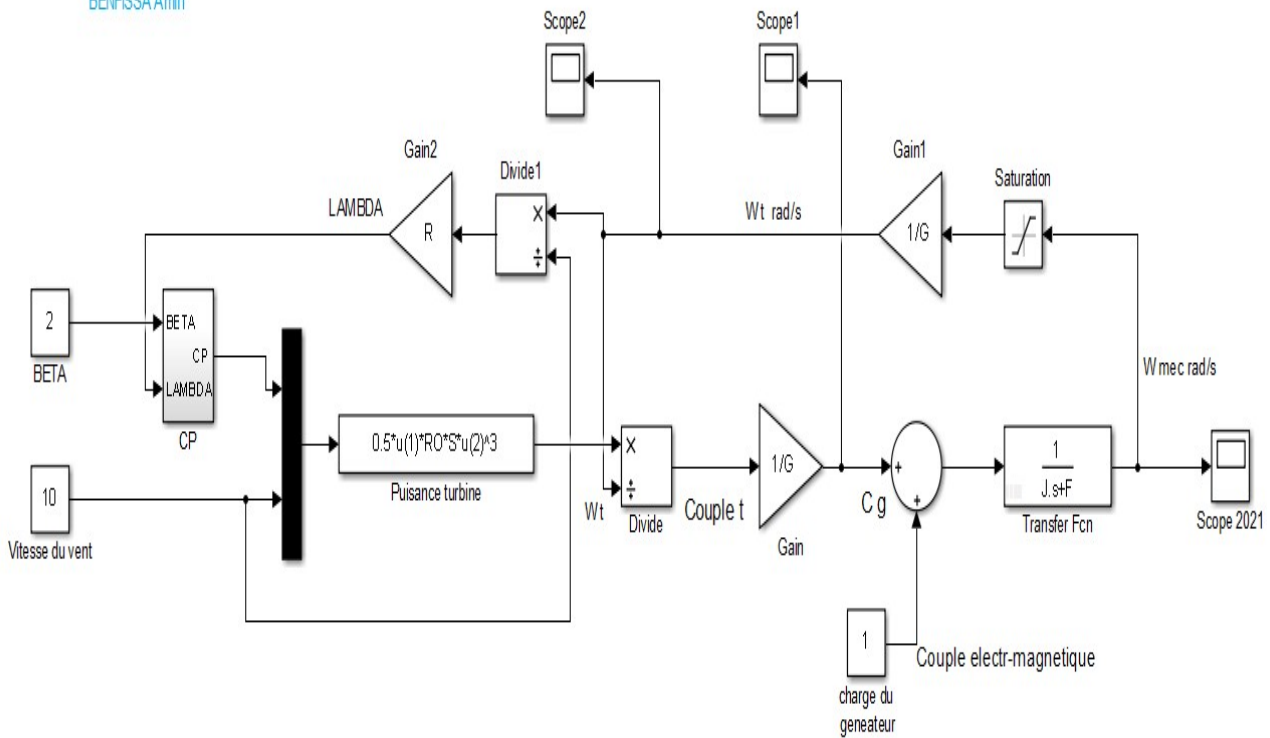 BENFISSA Amin
Scope2
Scope1
Gain2
Divide1
Gain1
Saturation
LAMBDA
R
×
÷
Wt rad/s
1/G
2
BETA
BETA
CP
LAMBDA
CP
W mec rad/s
0.5*u(1)*RO*S*u(2)^3
Puisance turbine
×
÷
Wt
Divide
Couple t
1/G
Gain
+
+
C g
1
J.s+F
Transfer Fcn
Scope 2021
10
Vitesse du vent
1
Couple electr-magnetique
charge du
geneateur